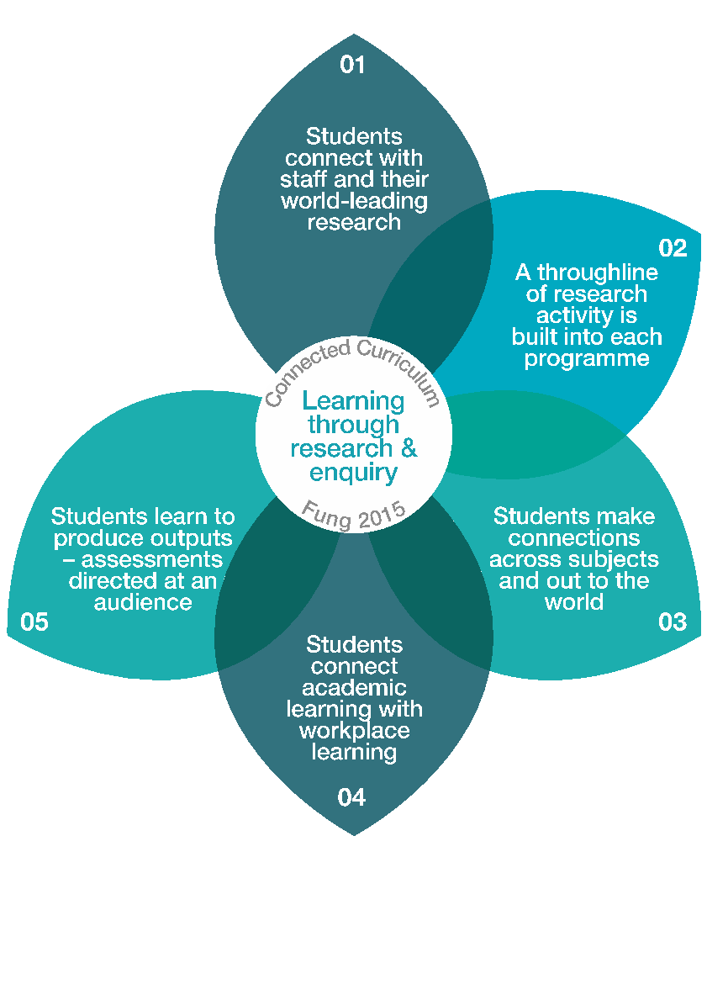 01
Students
connect with
staff and their
world-leading
research
02
A throughline
of research
activity is
built into each
programme
Connected Curriculum
Learning
through
research &
enquiry
Fung 2015
Students make
connections
across subjects
and out to the
world
03
Students
connect
academic
learning with
workplace
learning
04
Students learn to
produce outputs
– assessments
directed at an
audience
05